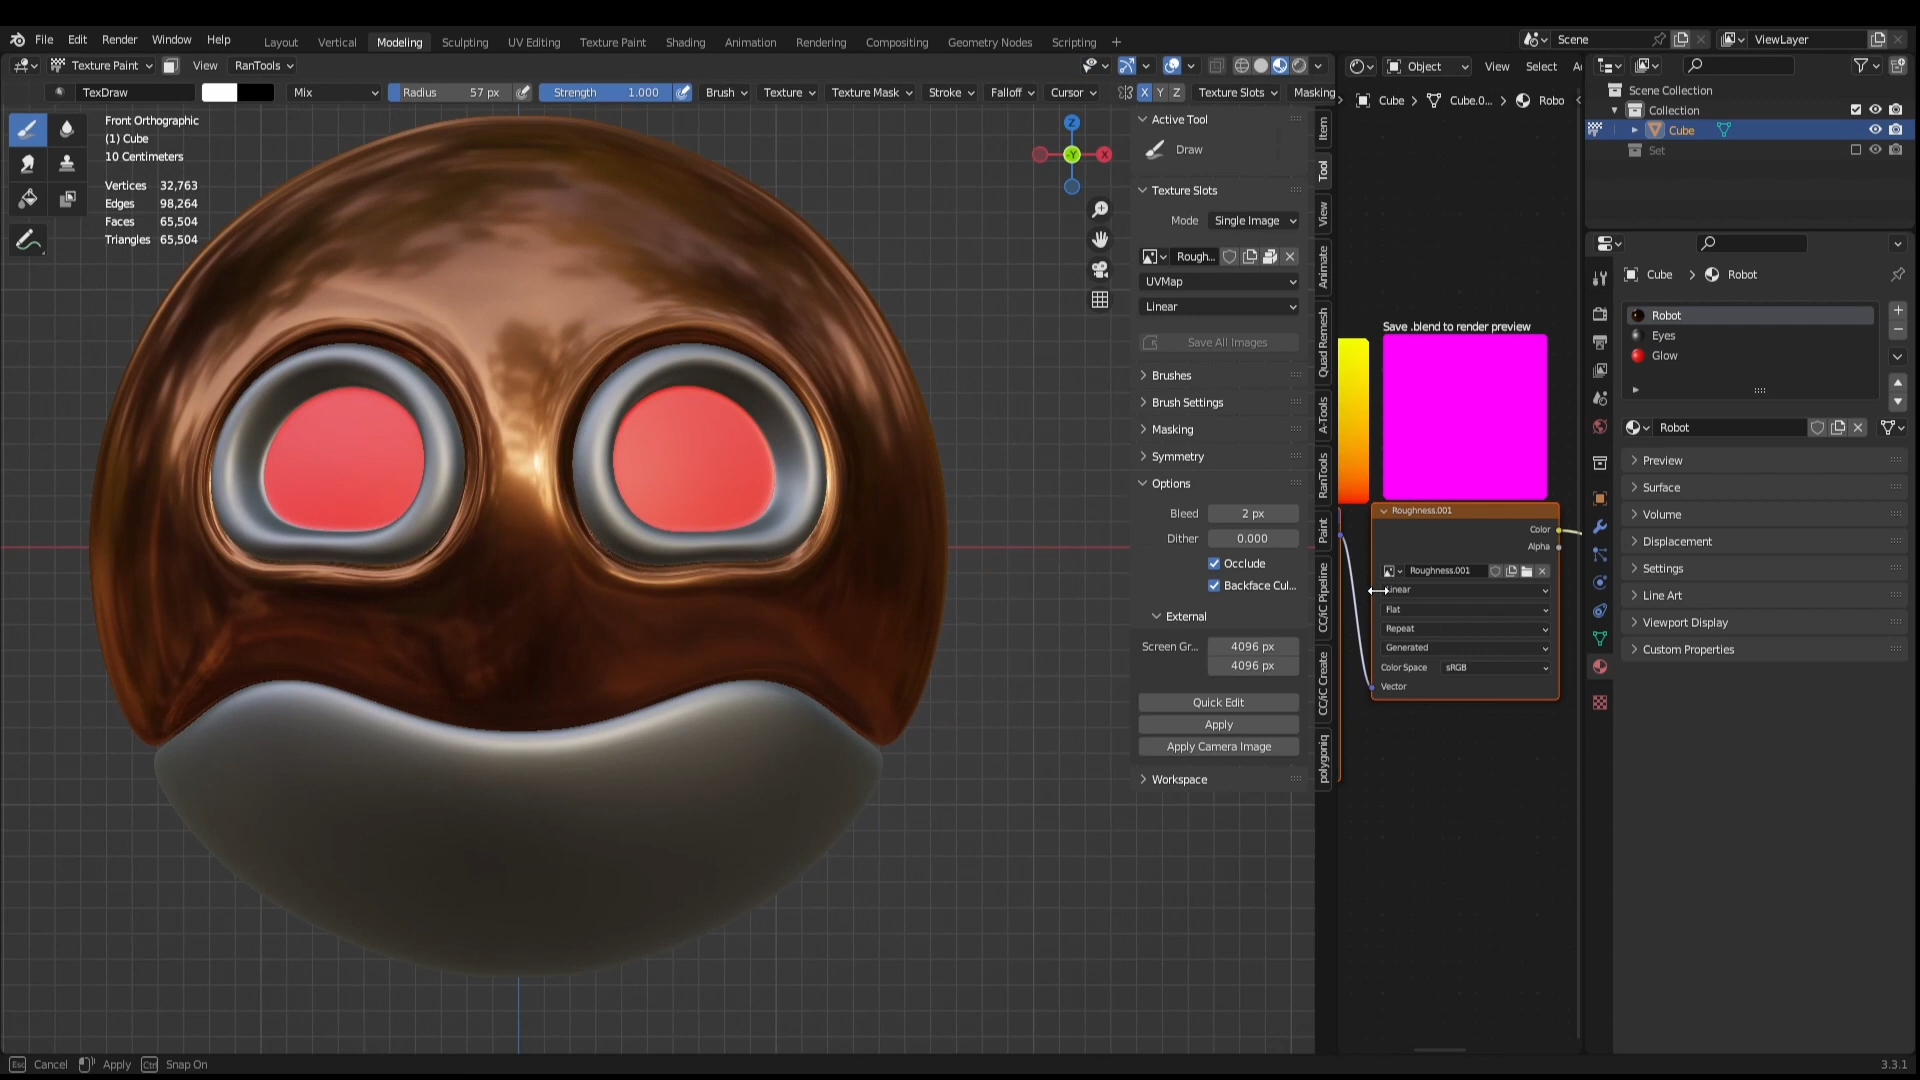 File Edit Render Window Help
Layout Vertical Modeling Sculpting UV Editing Texture Paint Shading Animation Rendering Compositing Geometry Nodes Scripting +
Scene
ViewLayer
Texture Paint View RanTools
Object View Select
TexDraw Mix Radius 57 px Strength 1.000 Brush Texture Texture Mask Stroke Falloff Cursor X Y Z Texture Slots Masking
Cube Cube.0... Robo
Front Orthographic
(1) Cube
10 Centimeters
Vertices 32,763
Edges 98,264
Faces 65,504
Triangles 65,504
Z
-Y
X
Active Tool
Draw
Texture Slots
Mode Single Image
Rough...
UVMap
Linear
Save All Images
Brushes
Brush Settings
Masking
Symmetry
Options
Bleed 2 px
Dither 0.000
Occlude
Backface Cul...
External
Screen Gr... 4096 px
4096 px
Quick Edit
Apply
Apply Camera Image
Workspace
Item
Tool
View
Animate
Quad Remesh
A-Tools
RanTools
Paint
CC/iC Pipeline
CC/iC Create
polygoniq
Save .blend to render preview
Roughness.001
Color
Alpha
Roughness.001
Linear
Flat
Repeat
Generated
Color Space sRGB
Vector
Scene Collection
Collection
Cube
Set
Cube Robot
Robot
Eyes
Glow
Robot
Preview
Surface
Volume
Displacement
Settings
Line Art
Viewport Display
Custom Properties
Esc Cancel Apply Ctrl Snap On
3.3.1